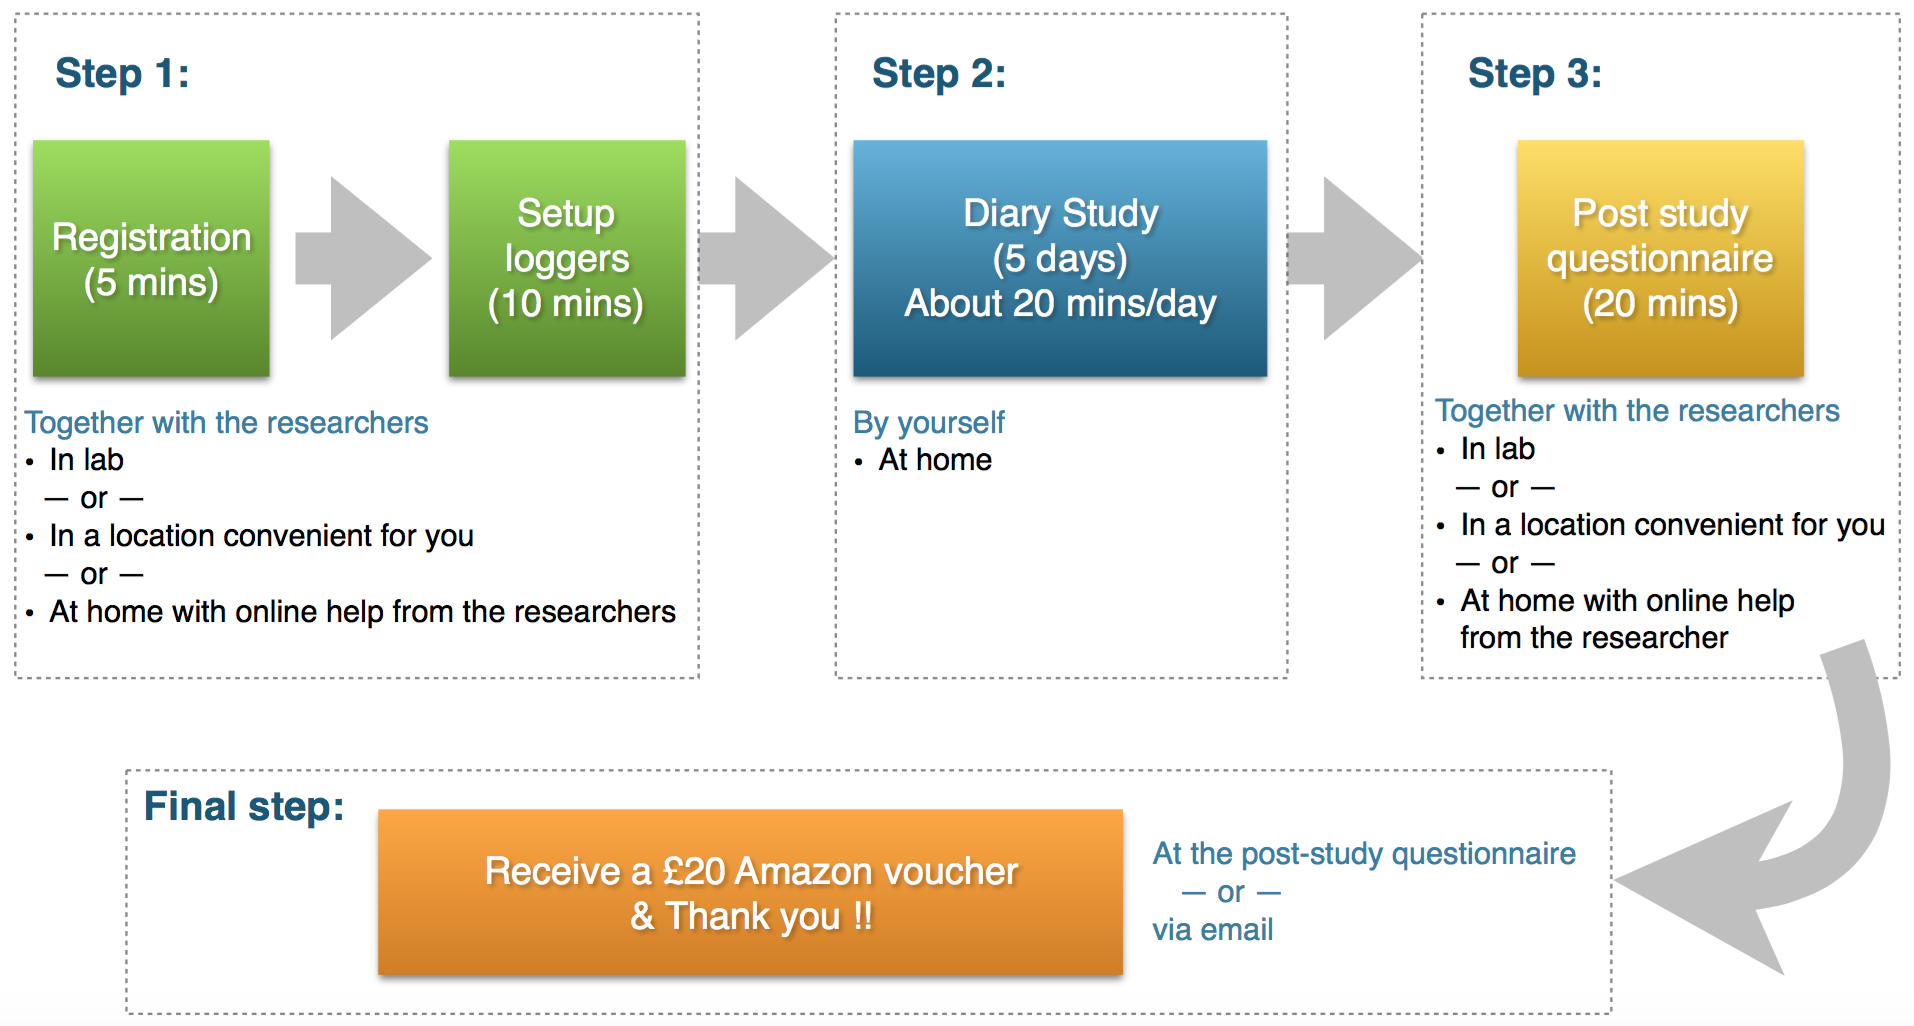 Step 1:
Registration
(5 mins)
Setup
loggers
(10 mins)
Together with the researchers
• In lab
— or —
• In a location convenient for you
— or —
• At home with online help from the researchers
Step 2:
Diary Study
(5 days)
About 20 mins/day
By yourself
• At home
Step 3:
Post study
questionnaire
(20 mins)
Together with the researchers
• In lab
— or —
• In a location convenient for you
— or —
• At home with online help
from the researcher
Final step:
Receive a £20 Amazon voucher
& Thank you !!
At the post-study questionnaire
— or —
via email